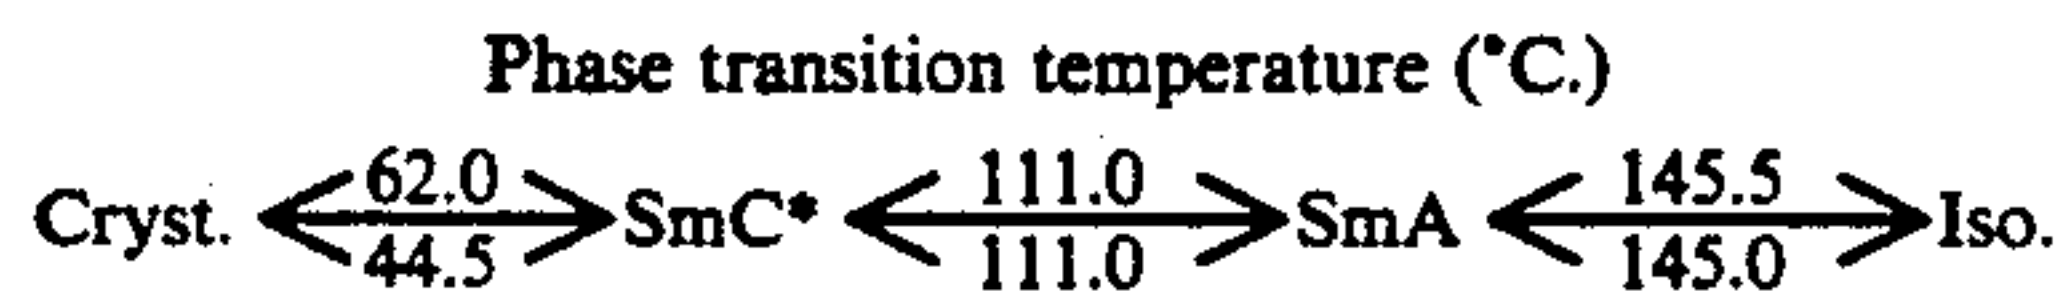 Phase transition temperature (°C.)
62.0 111.0 145.5
Cryst. SmC* SmA Iso.
44.5 111.0 145.0